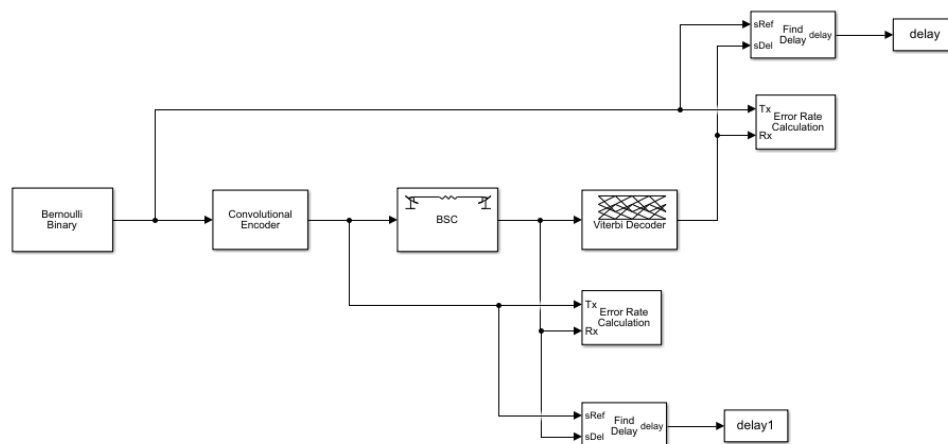 sRef
Find
Delay
delay
sDel
delay
Tx
Error Rate
Calculation
Rx
Bernoulli
Binary
Convolutional
Encoder
BSC
Viterbi Decoder
Tx
Error Rate
Calculation
Rx
sRef
Find
Delay
delay
sDel
delay1